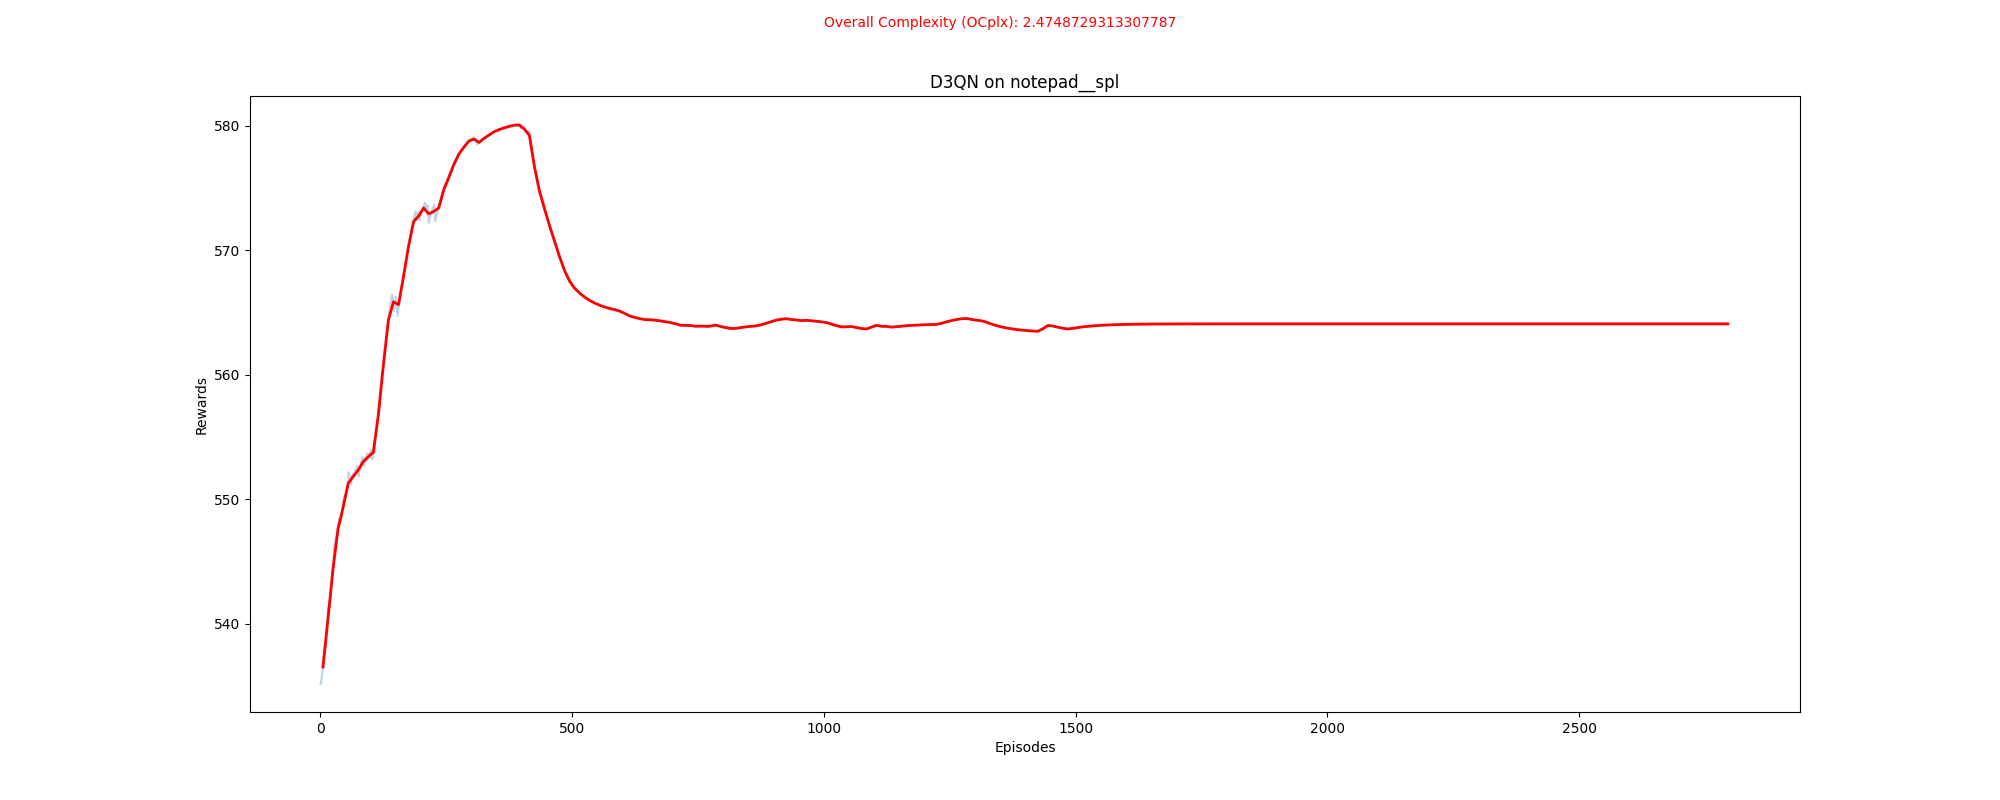 Overall Complexity (OCplx): 2.4748729313307787
D3QN on notepad__spl
580
570
560
550
540
Rewards
0 500 1000 1500 2000 2500
Episodes